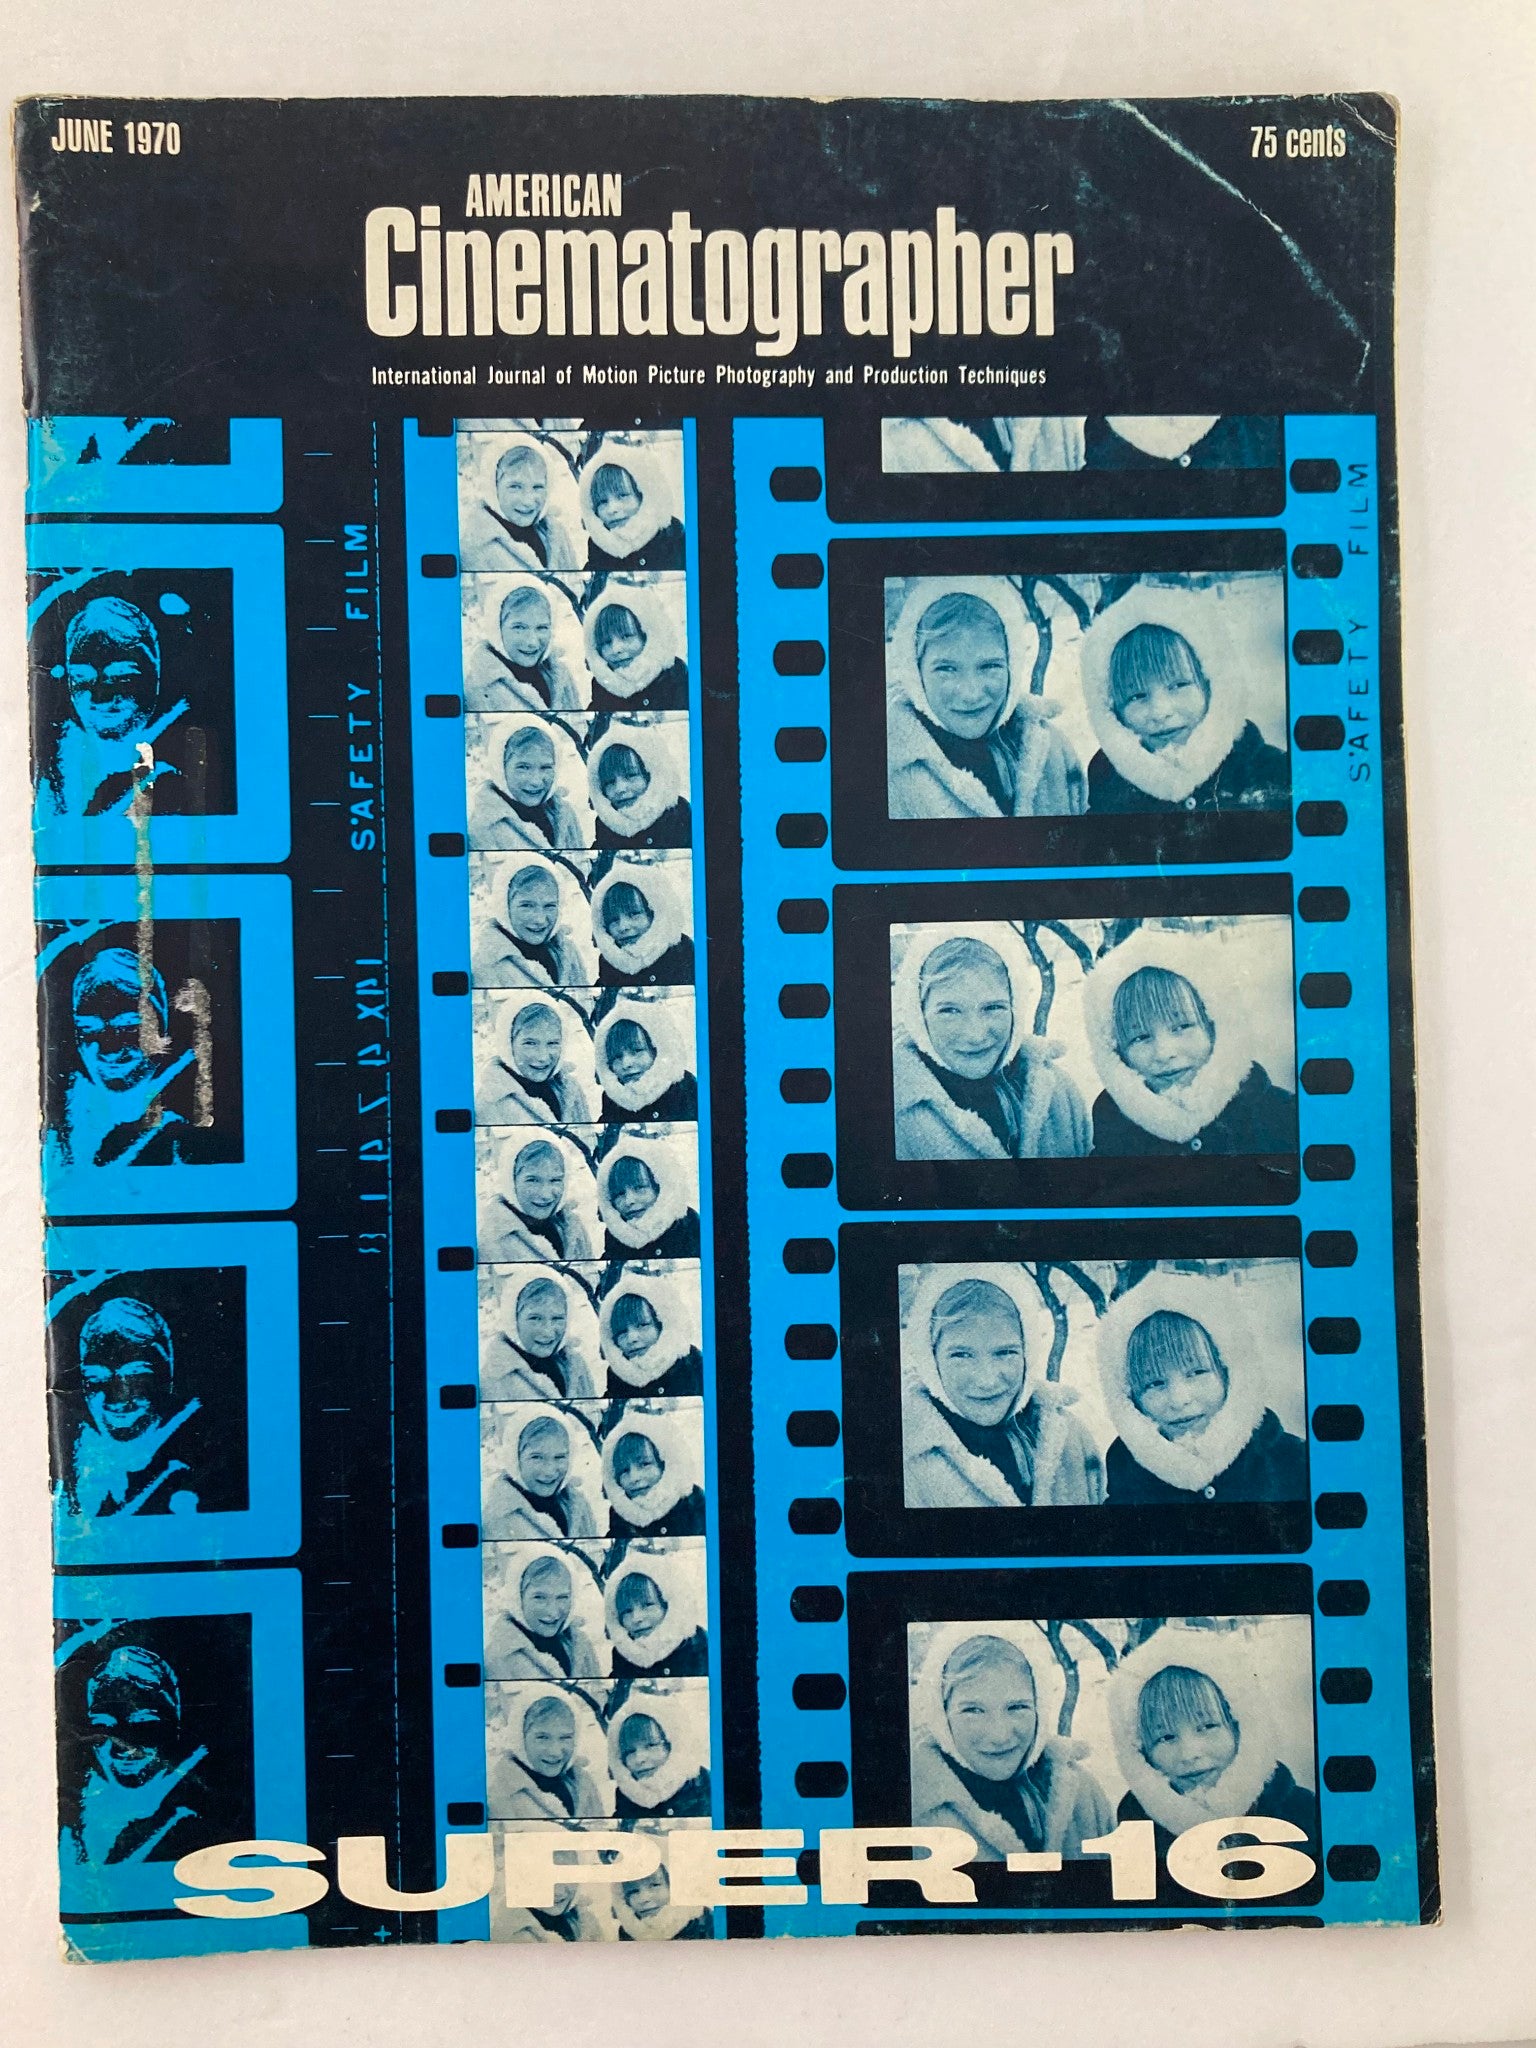 JUNE 1970
75 cents
AMERICAN
Cinematographer
International Journal of Motion Picture Photography and Production Techniques
SAFETY FILM
S'AFETY FILM
SUPER-16